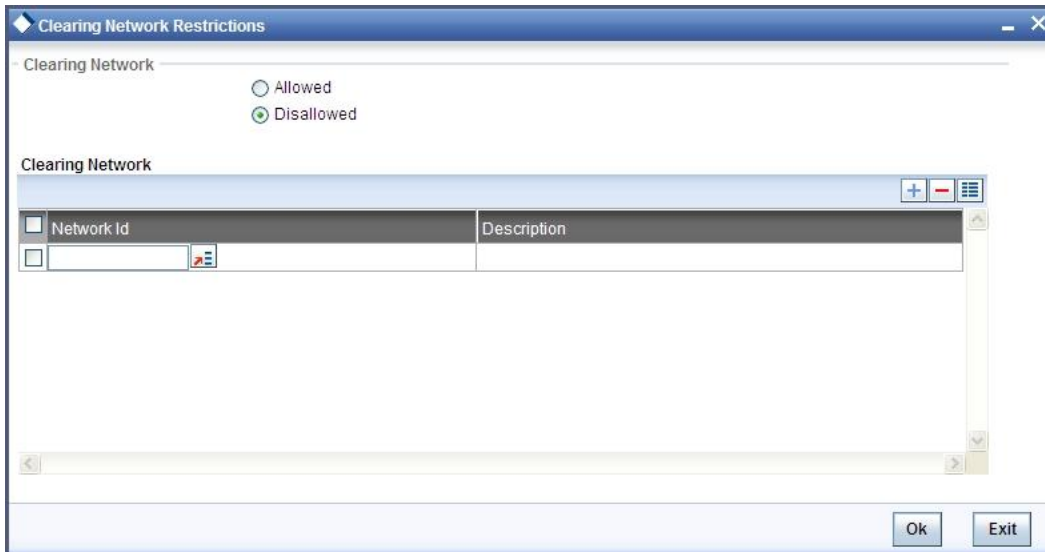 Clearing Network Restrictions
Clearing Network
Allowed
Disallowed
Clearing Network
Network Id Description
Ok Exit